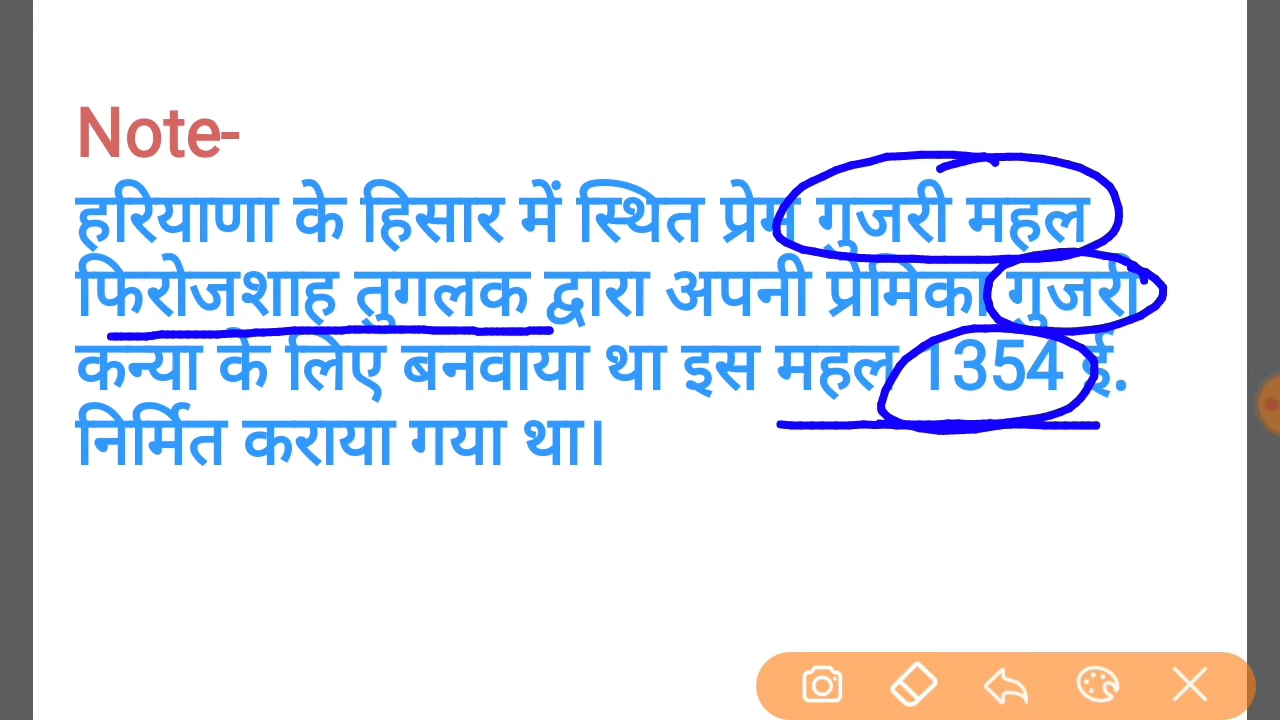 Note-
हरियाणा के हिसार में स्थित प्रेम गुजरी महल
फिरोजशाह तुगलक द्वारा अपनी प्रेमिका गुजरी
कन्या के लिए बनवाया था इस महल 1354 ई.
निर्मित कराया गया था।